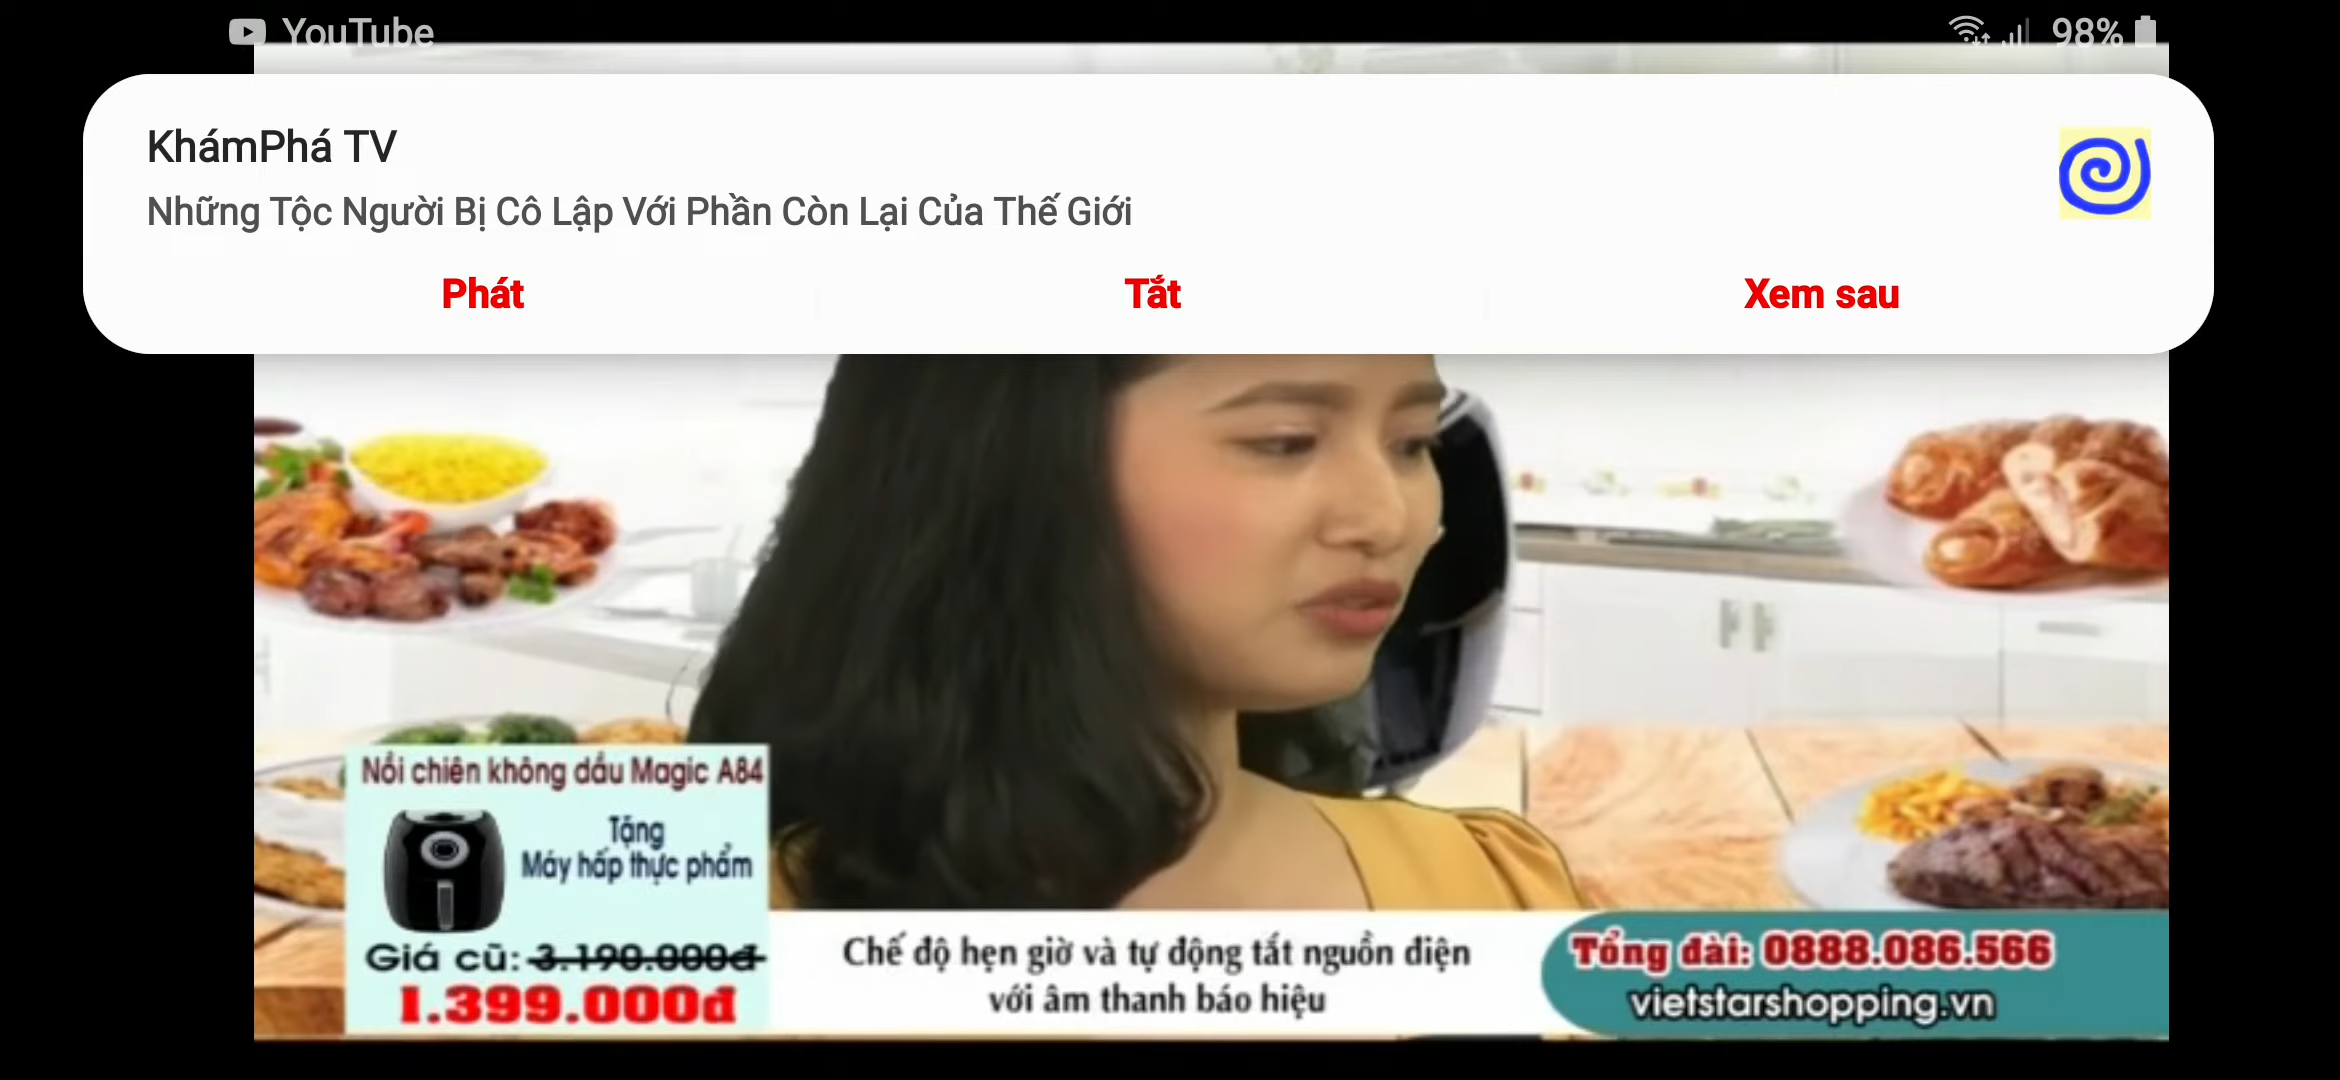 YouTube
98%
KhámPhá TV
Những Tộc Người Bị Cô Lập Với Phần Còn Lại Của Thế Giới
Phát
Tắt
Xem sau
Nồi chiên không dầu Magic A84
Tặng
Máy hấp thực phẩm
Giá cũ: 3.190.000đ
1.399.000đ
Chế độ hẹn giờ và tự động tắt nguồn điện
với âm thanh báo hiệu
Tổng đài: 0888.086.566
vietstarshopping.vn